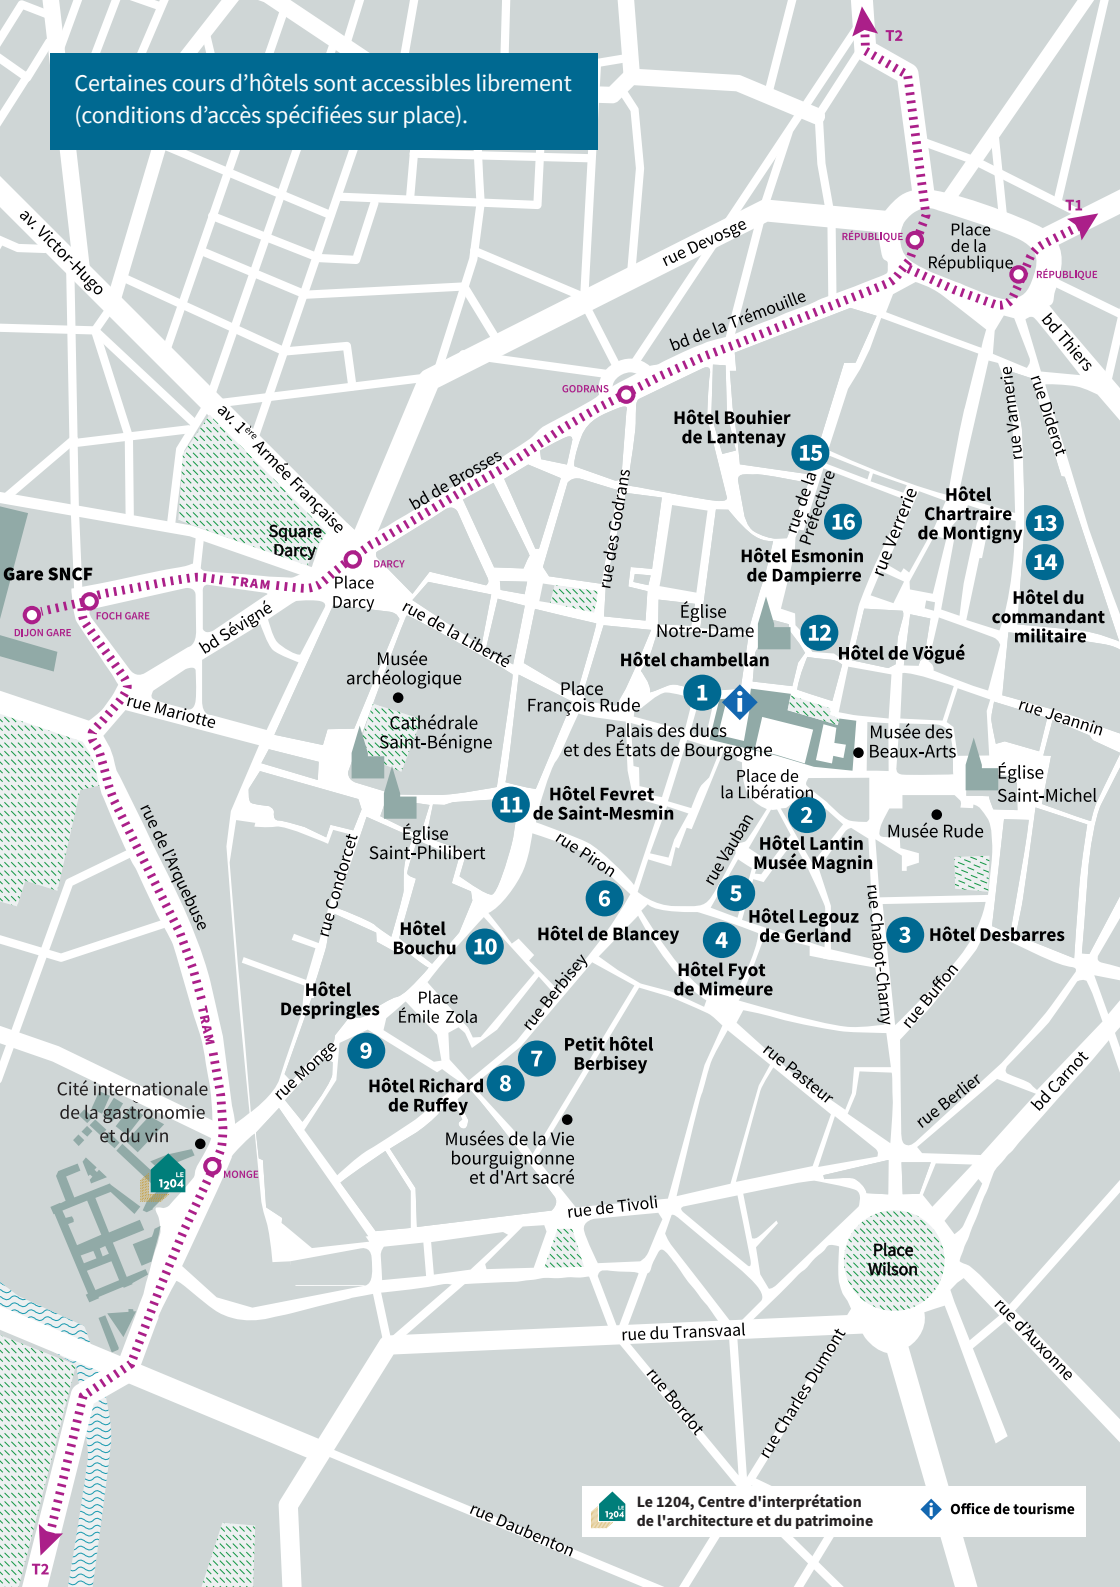 Certaines cours d'hôtels sont accessibles librement
(conditions d'accès spécifiées sur place).
T2
T1
RÉPUBLIQUE
Place
de la
République
RÉPUBLIQUE
av. Victor-Hugo
rue Devosge
bd de la Trémouille
bd Thiers
GODRANS
rue Vannerie
rue Diderot
av. 1ère Armée Française
Hôtel Bouhier
de Lantenay
15
bd de Brosses
rue des Godrans
rue de la
Préfecture
16
rue Verrerie
Hôtel
Chartraire
de Montigny
13
14
Square
Darcy
DARCY
Place
Darcy
Hôtel Esmonin
de Dampierre
Gare SNCF
TRAM
FOCH GARE
DIJON GARE
bd Sévigné
rue de la Liberté
Hôtel du
commandant
militaire
Église
Notre-Dame
12
Hôtel de Vögué
Hôtel chambellan
1
i
Musée
archéologique
Place
François Rude
rue Mariotte
Cathédrale
Saint-Bénigne
Palais des ducs
et des États de Bourgogne
rue Jeannin
Musée des
Beaux-Arts
Église
Saint-Michel
Place de
la Libération
11
Hôtel Fevret
de Saint-Mesmin
2
Musée Rude
Hôtel Lantin
Musée Magnin
rue de l'Arquebuse
Église
Saint-Philibert
rue Condorcet
rue Piron
rue Vauban
6
5
rue Chabot-Charny
Hôtel Legouz
de Gerland
Hôtel de Blancey
4
3
Hôtel Desbarres
Hôtel
Bouchu
10
Hôtel Fyot
de Mimeure
rue Berbisey
rue Buffon
Hôtel
Despringles
Place
Émile Zola
TRAM
9
rue Monge
7
Petit hôtel
Berbisey
8
Hôtel Richard
de Ruffey
rue Pasteur
rue Berlier
bd Carnot
Cité internationale
de la gastronomie
et du vin
LE
1204
MONGE
Musées de la Vie
bourguignonne
et d'Art sacré
rue de Tivoli
Place
Wilson
rue du Transvaal
rue d'Auxonne
rue Bordot
rue Charles Dumont
rue Daubenton
T2
LE
1204
Le 1204, Centre d'interprétation
de l'architecture et du patrimoine
i
Office de tourisme